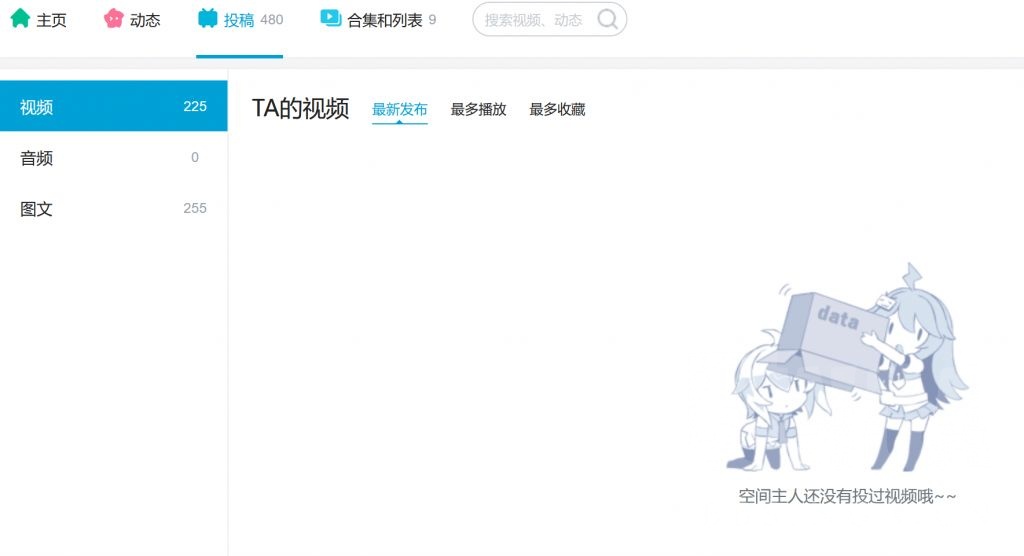 主页 动态 投稿 480 合集和列表 9 搜索视频、动态
视频 225
TA的视频 最新发布 最多播放 最多收藏
音频 0
图文 255
data
空间主人还没有投过视频哦~~